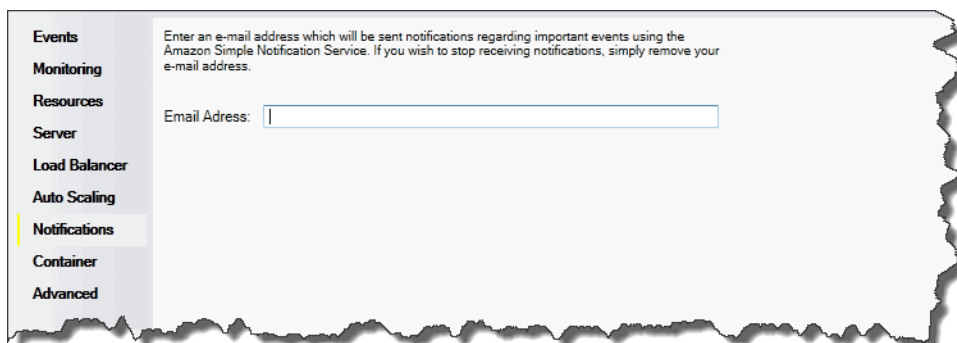 Events
Monitoring
Resources
Server
Load Balancer
Auto Scaling
Notifications
Container
Advanced
Enter an e-mail address which will be sent notifications regarding important events using the
Amazon Simple Notification Service. If you wish to stop receiving notifications, simply remove your
e-mail address.
Email Adress: